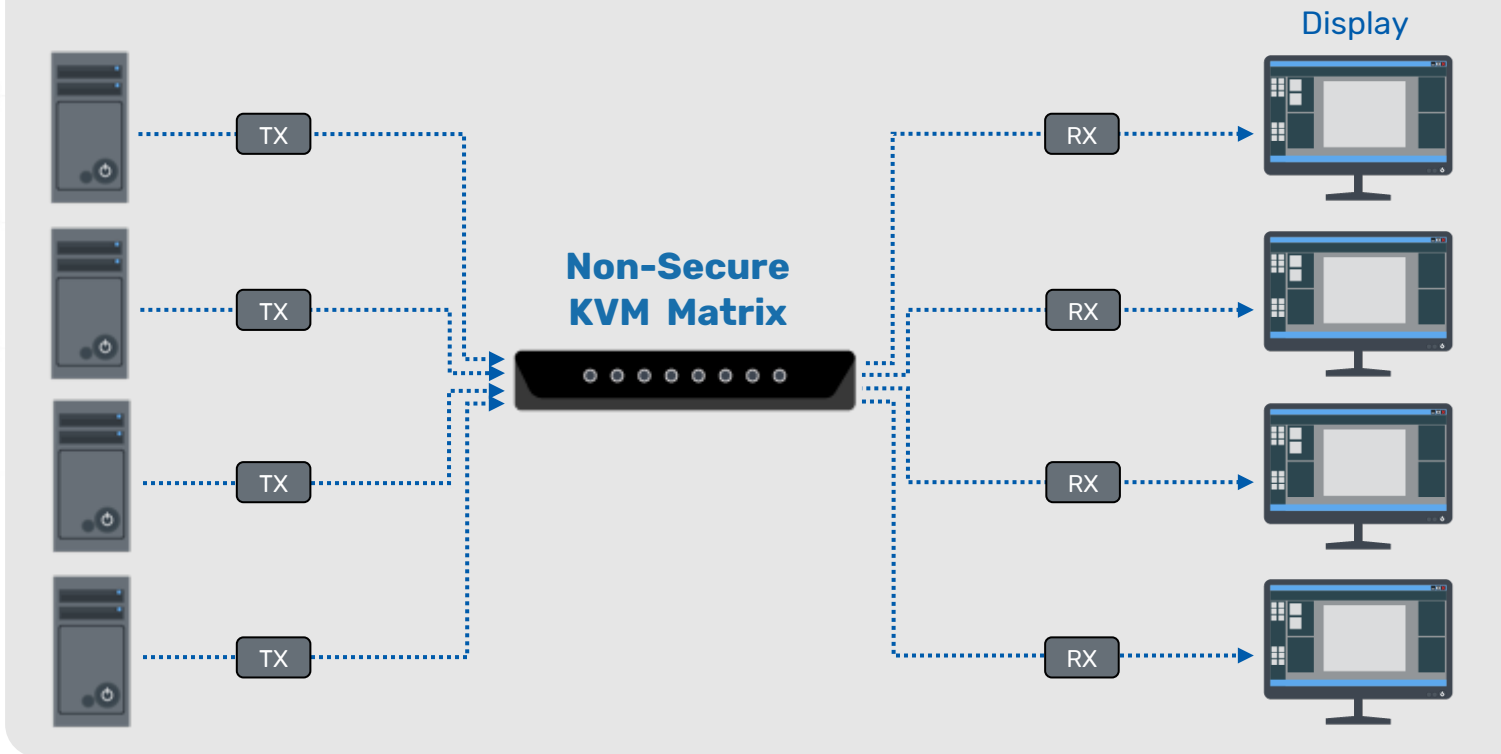 Display
TX
RX
Non-Secure
KVM Matrix
TX
RX
TX
RX
TX
RX